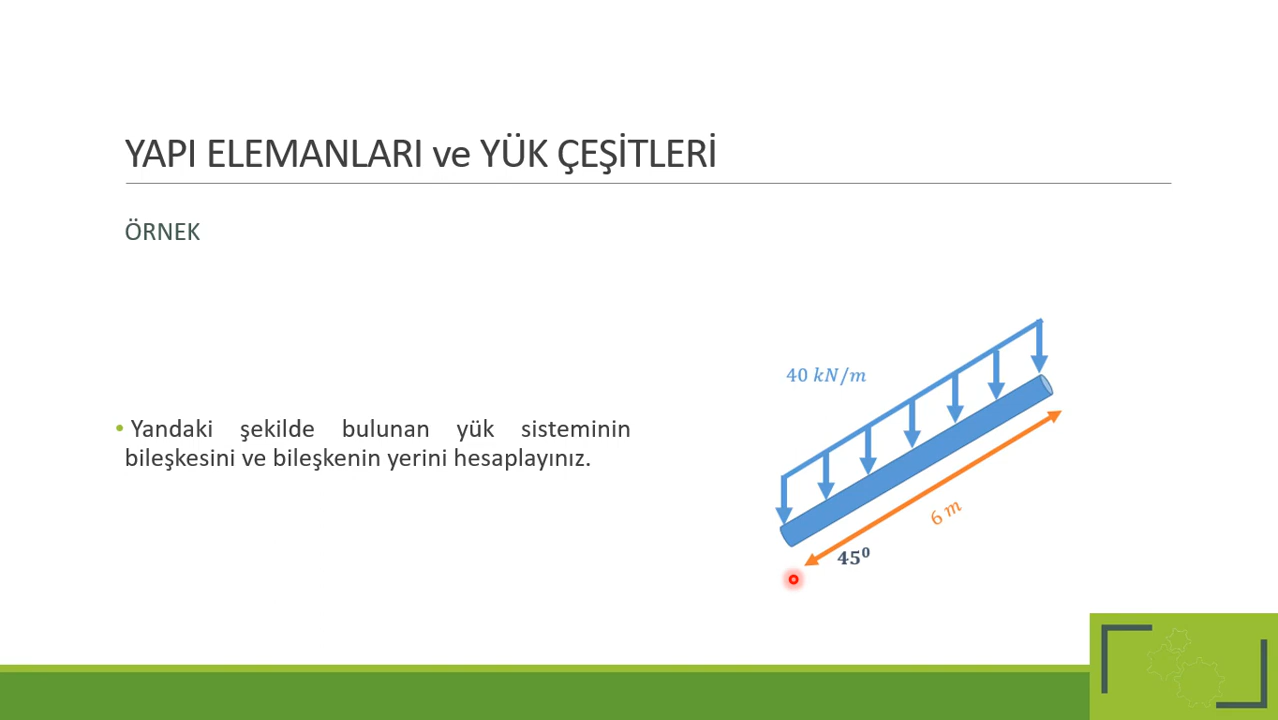 YAPI ELEMANLARI ve YÜK ÇEŞİTLERİ
ÖRNEK
40 kN/m
• Yandaki şekilde bulunan yük sisteminin
bileşkesini ve bileşkenin yerini hesaplayınız.
6 m
45⁰